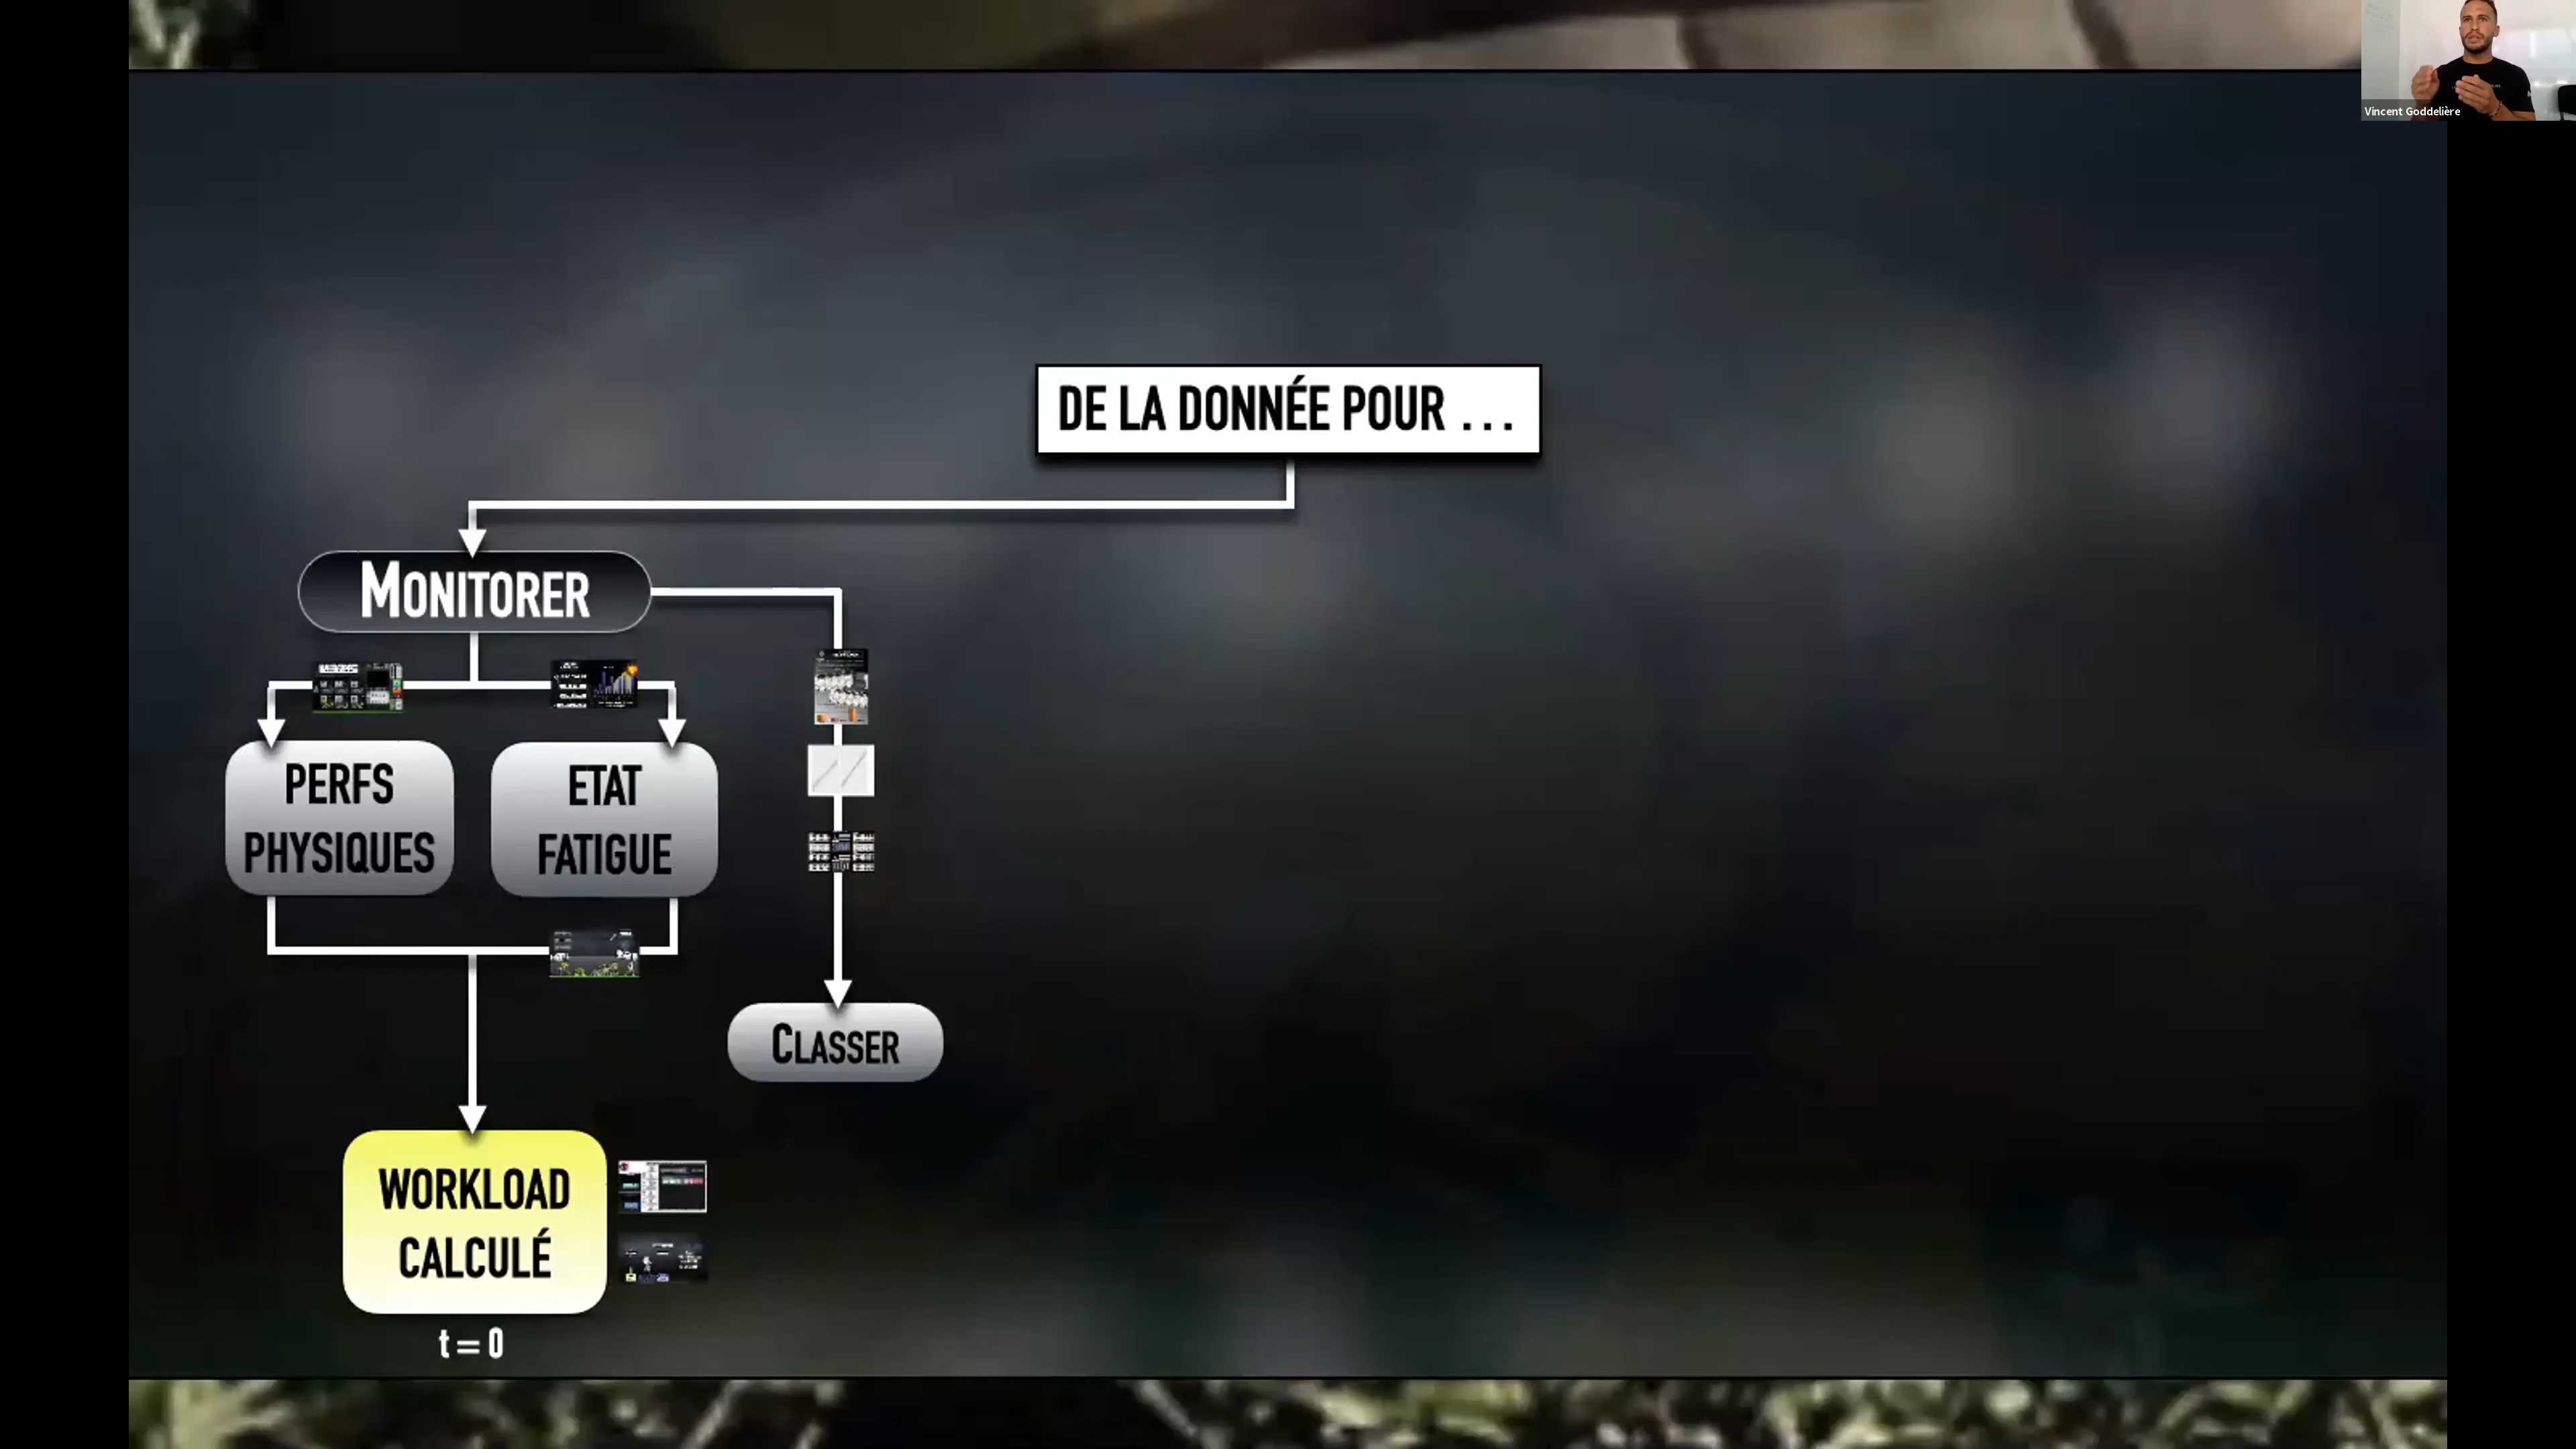 Vincent Goddelière
DE LA DONNÉE POUR ...
MONITORER
PERFS
PHYSIQUES
ETAT
FATIGUE
CLASSER
WORKLOAD
CALCULÉ
t = 0